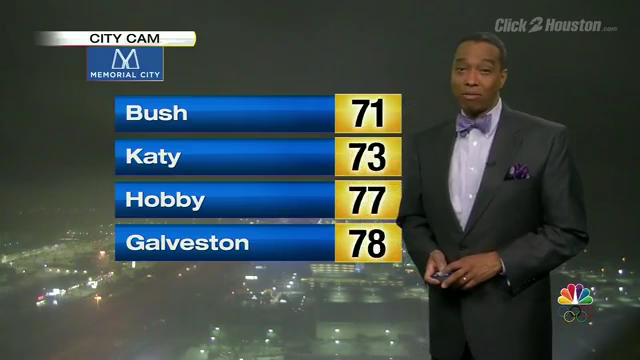 CITY CAM
Click2Houston.com
MEMORIAL CITY
Bush 71
Katy 73
Hobby 77
Galveston 78